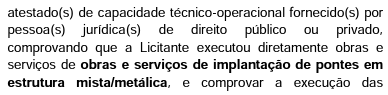 atestado(s) de capacidade técnico-operacional fornecido(s) por
pessoa(s) jurídica(s) de direito público ou privado,
comprovando que a Licitante executou diretamente obras e
serviços de obras e serviços de implantação de pontes em
estrutura mista/metálica, e comprovar a execução das